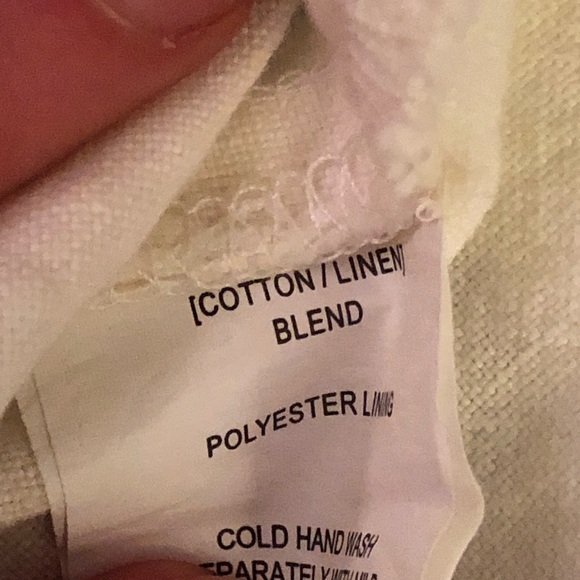 [COTTON / LINEN]
BLEND
POLYESTER LINING
COLD HAND WASH